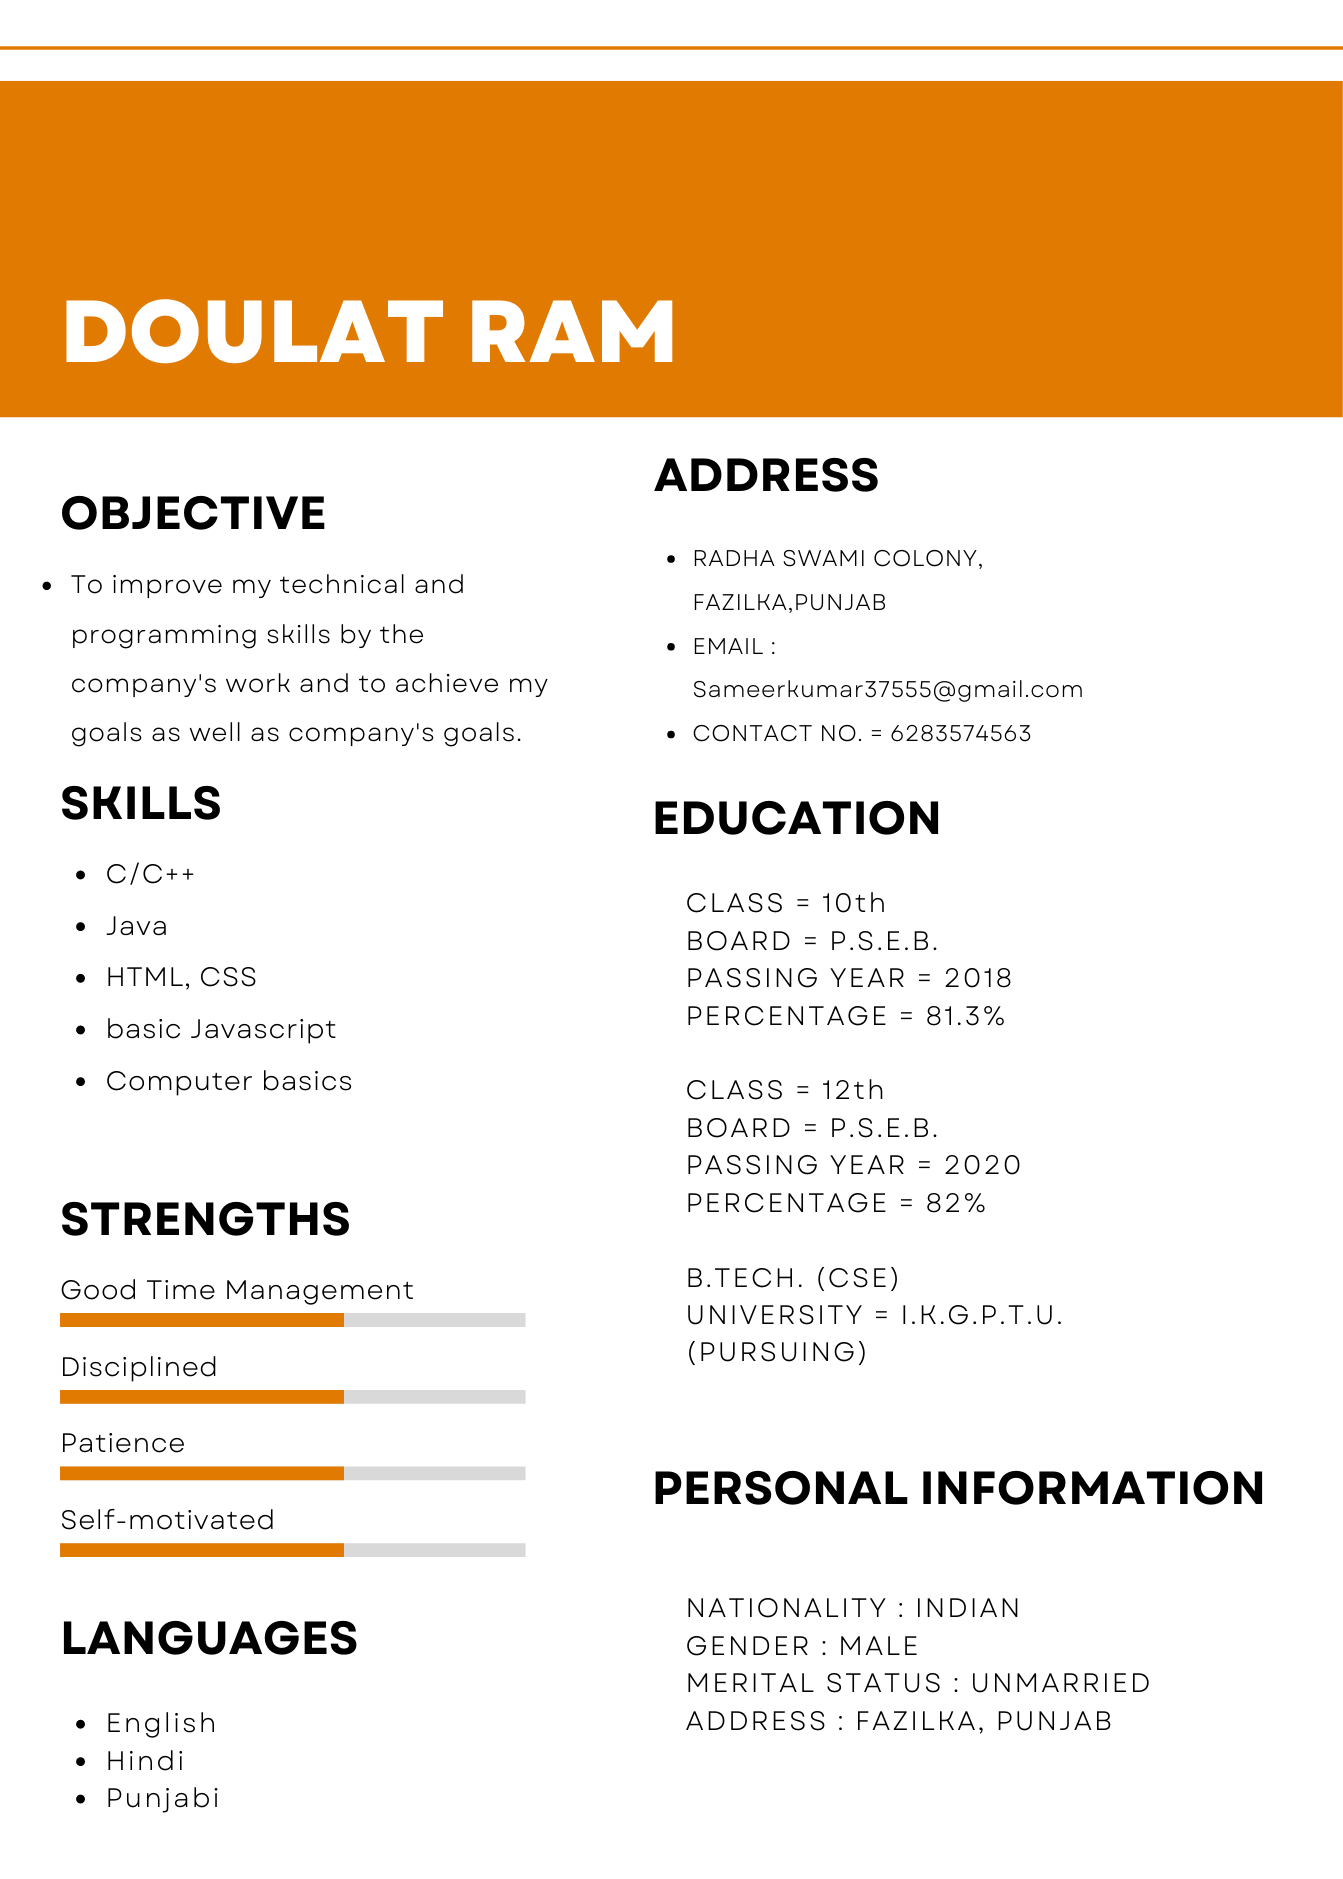 DOULAT RAM
OBJECTIVE
To improve my technical and
programming skills by the
company's work and to achieve my
goals as well as company's goals.
SKILLS
C/C++
Java
HTML, CSS
basic Javascript
Computer basics
STRENGTHS
Good Time Management
Disciplined
Patience
Self-motivated
LANGUAGES
English
Hindi
Punjabi
ADDRESS
RADHA SWAMI COLONY,
FAZILKA,PUNJAB
EMAIL :
Sameerkumar37555@gmail.com
CONTACT NO. = 6283574563
EDUCATION
CLASS = 10th
BOARD = P.S.E.B.
PASSING YEAR = 2018
PERCENTAGE = 81.3%
CLASS = 12th
BOARD = P.S.E.B.
PASSING YEAR = 2020
PERCENTAGE = 82%
B.TECH. (CSE)
UNIVERSITY = I.K.G.P.T.U.
(PURSUING)
PERSONAL INFORMATION
NATIONALITY : INDIAN
GENDER : MALE
MERITAL STATUS : UNMARRIED
ADDRESS : FAZILKA, PUNJAB